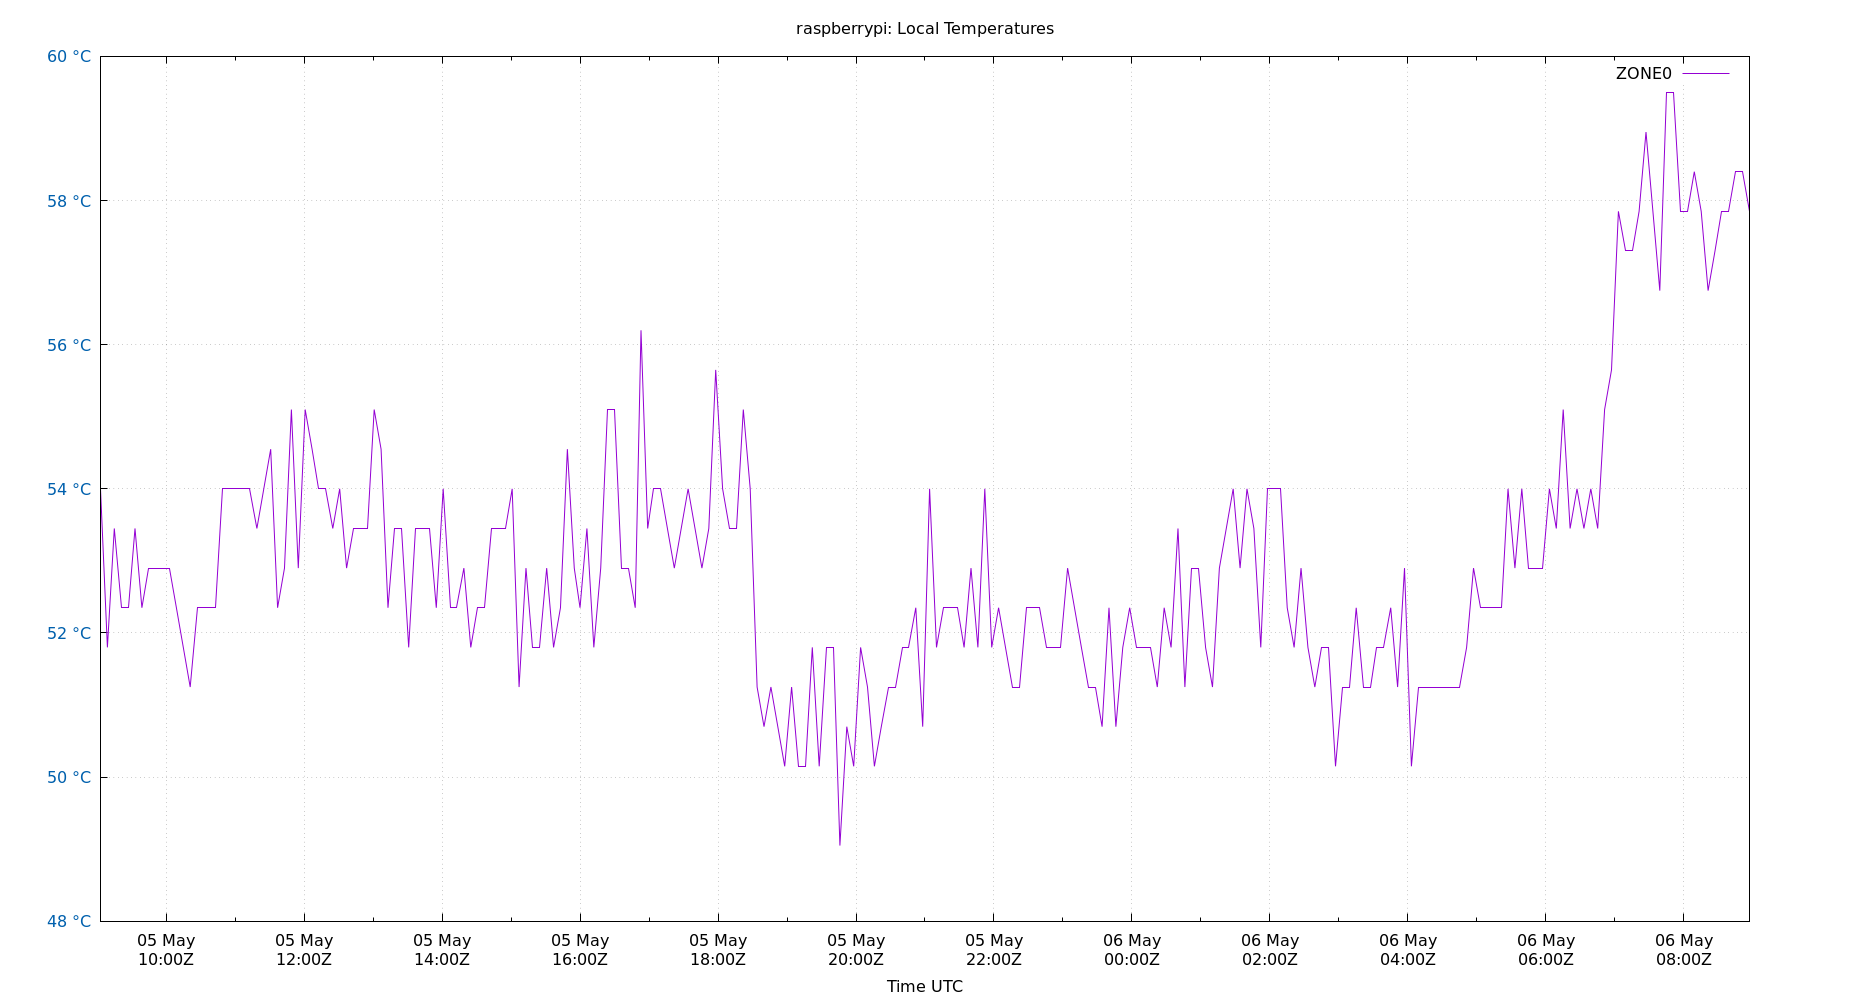 raspberrypi: Local Temperatures
60 °C
ZONE0
58 °C
56 °C
54 °C
52 °C
50 °C
48 °C
05 May 05 May 05 May 05 May 05 May 05 May 05 May 06 May 06 May 06 May 06 May 06 May
10:00Z 12:00Z 14:00Z 16:00Z 18:00Z 20:00Z 22:00Z 00:00Z 02:00Z 04:00Z 06:00Z 08:00Z
Time UTC